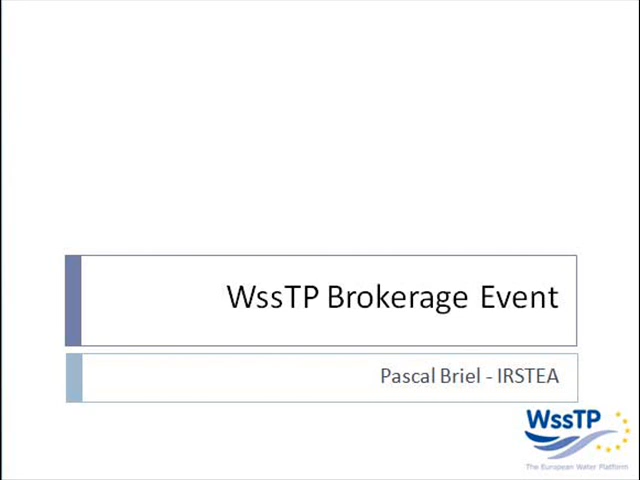 WssTP Brokerage Event
Pascal Briel - IRSTEA
WssTP
The European Water Platform